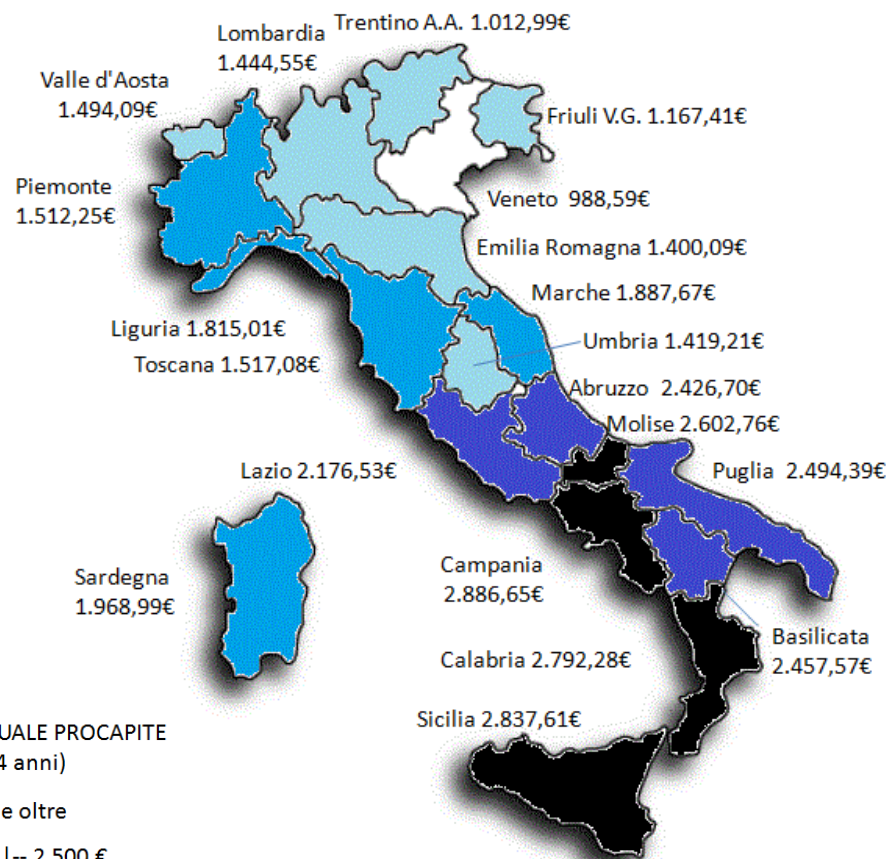 Trentino A.A. 1.012,99€
Lombardia
1.444,55€
Valle d'Aosta
1.494,09€
Friuli V.G. 1.167,41€
Piemonte
1.512,25€
Veneto 988,59€
Emilia Romagna 1.400,09€
Marche 1.887,67€
Liguria 1.815,01€
Umbria 1.419,21€
Toscana 1.517,08€
Abruzzo 2.426,70€
Molise 2.602,76€
Lazio 2.176,53€
Puglia 2.494,39€
Campania
2.886,65€
Sardegna
1.968,99€
Basilicata
2.457,57€
Calabria 2.792,28€
Sicilia 2.837,61€
UALE PROCAPITE
4 anni)
e oltre
|-- 2.500 €